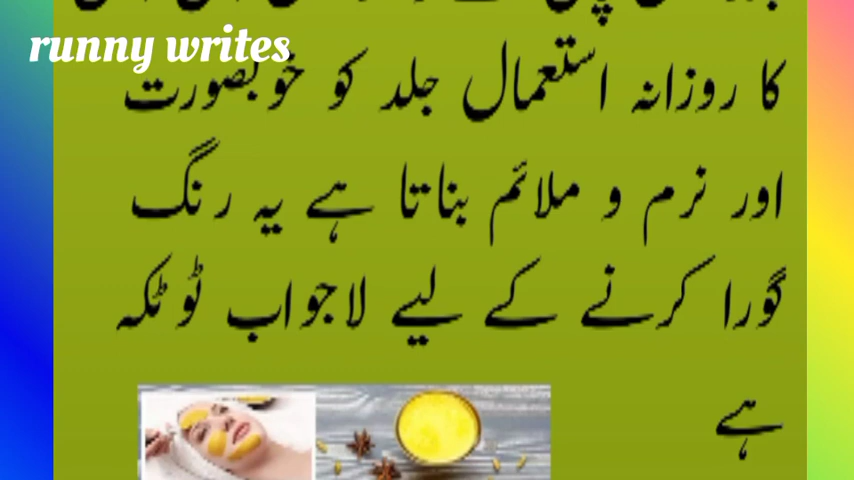 runny writes
کا روزانہ استعمال جلد کو خوبصورت
اور نرم و ملائم بناتا ہے یہ رنگ
گورا کرنے کے لیے لاجواب ٹوٹکہ
ہے